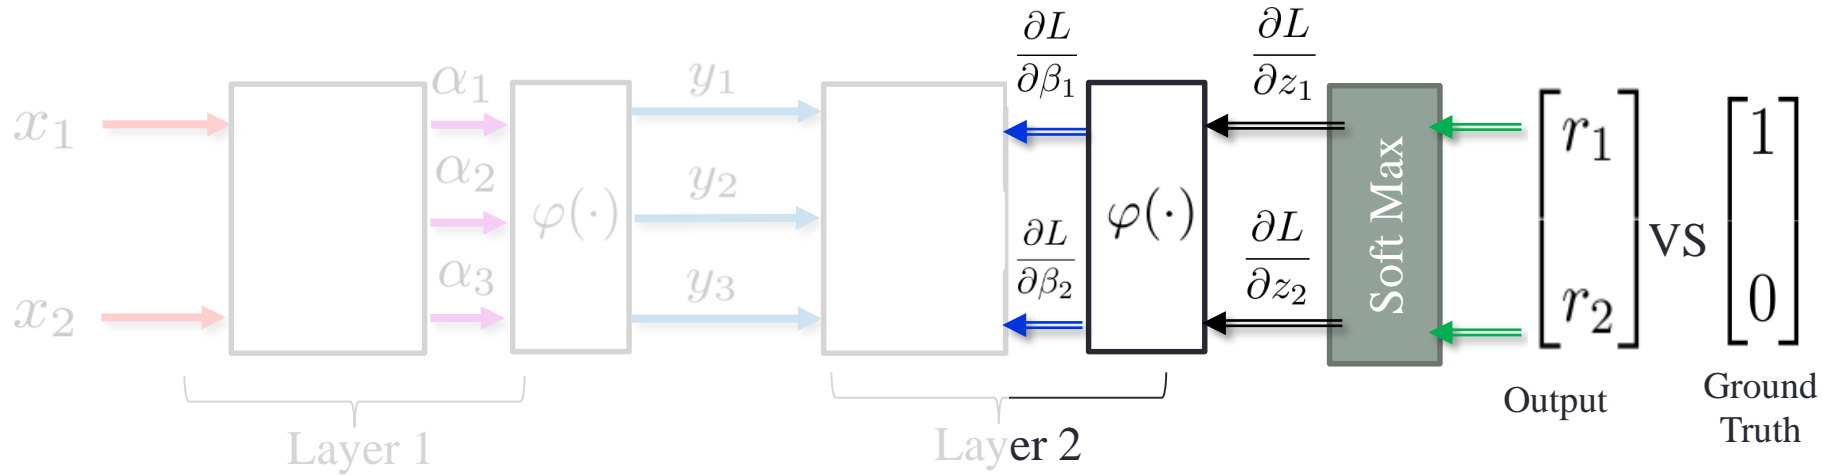 x₁
x₂
α₁
α₂
α₃
φ(·)
y₁
y₂
y₃
∂L/∂β₁
∂L/∂β₂
φ(·)
∂L/∂z₁
∂L/∂z₂
Soft Max
r₁
r₂
VS
1
0
Output
Ground
Truth
Layer 1
Layer 2